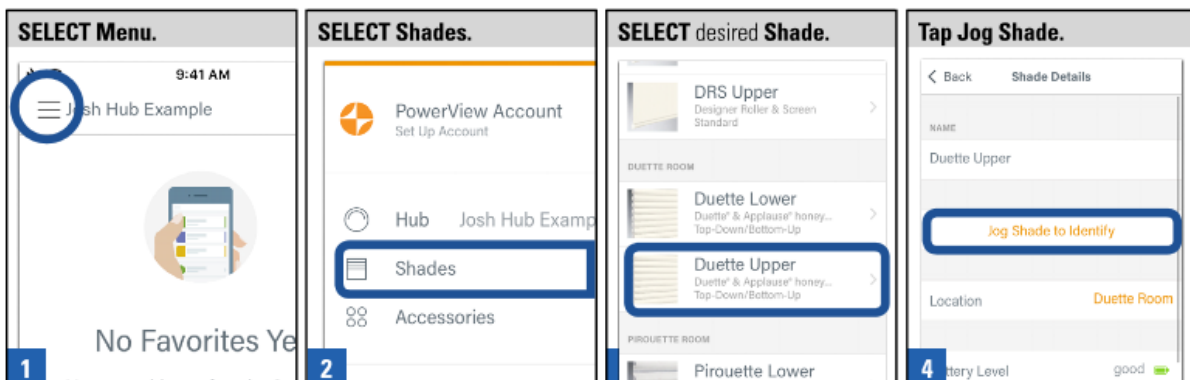 SELECT Menu.
9:41 AM
Josh Hub Example
No Favorites Ye
1
SELECT Shades.
PowerView Account
Set Up Account
Hub Josh Hub Examp
Shades
Accessories
2
SELECT desired Shade.
DRS Upper
Designer Roller & Screen
Standard
DUETTE ROOM
Duette Lower
Duette® & Applause® honey...
Top-Down/Bottom-Up
Duette Upper
Duette® & Applause® honey...
Top-Down/Bottom-Up
PIROUETTE ROOM
Pirouette Lower
Tap Jog Shade.
Back Shade Details
NAME
Duette Upper
Jog Shade to Identify
Location Duette Room
4 ttery Level good